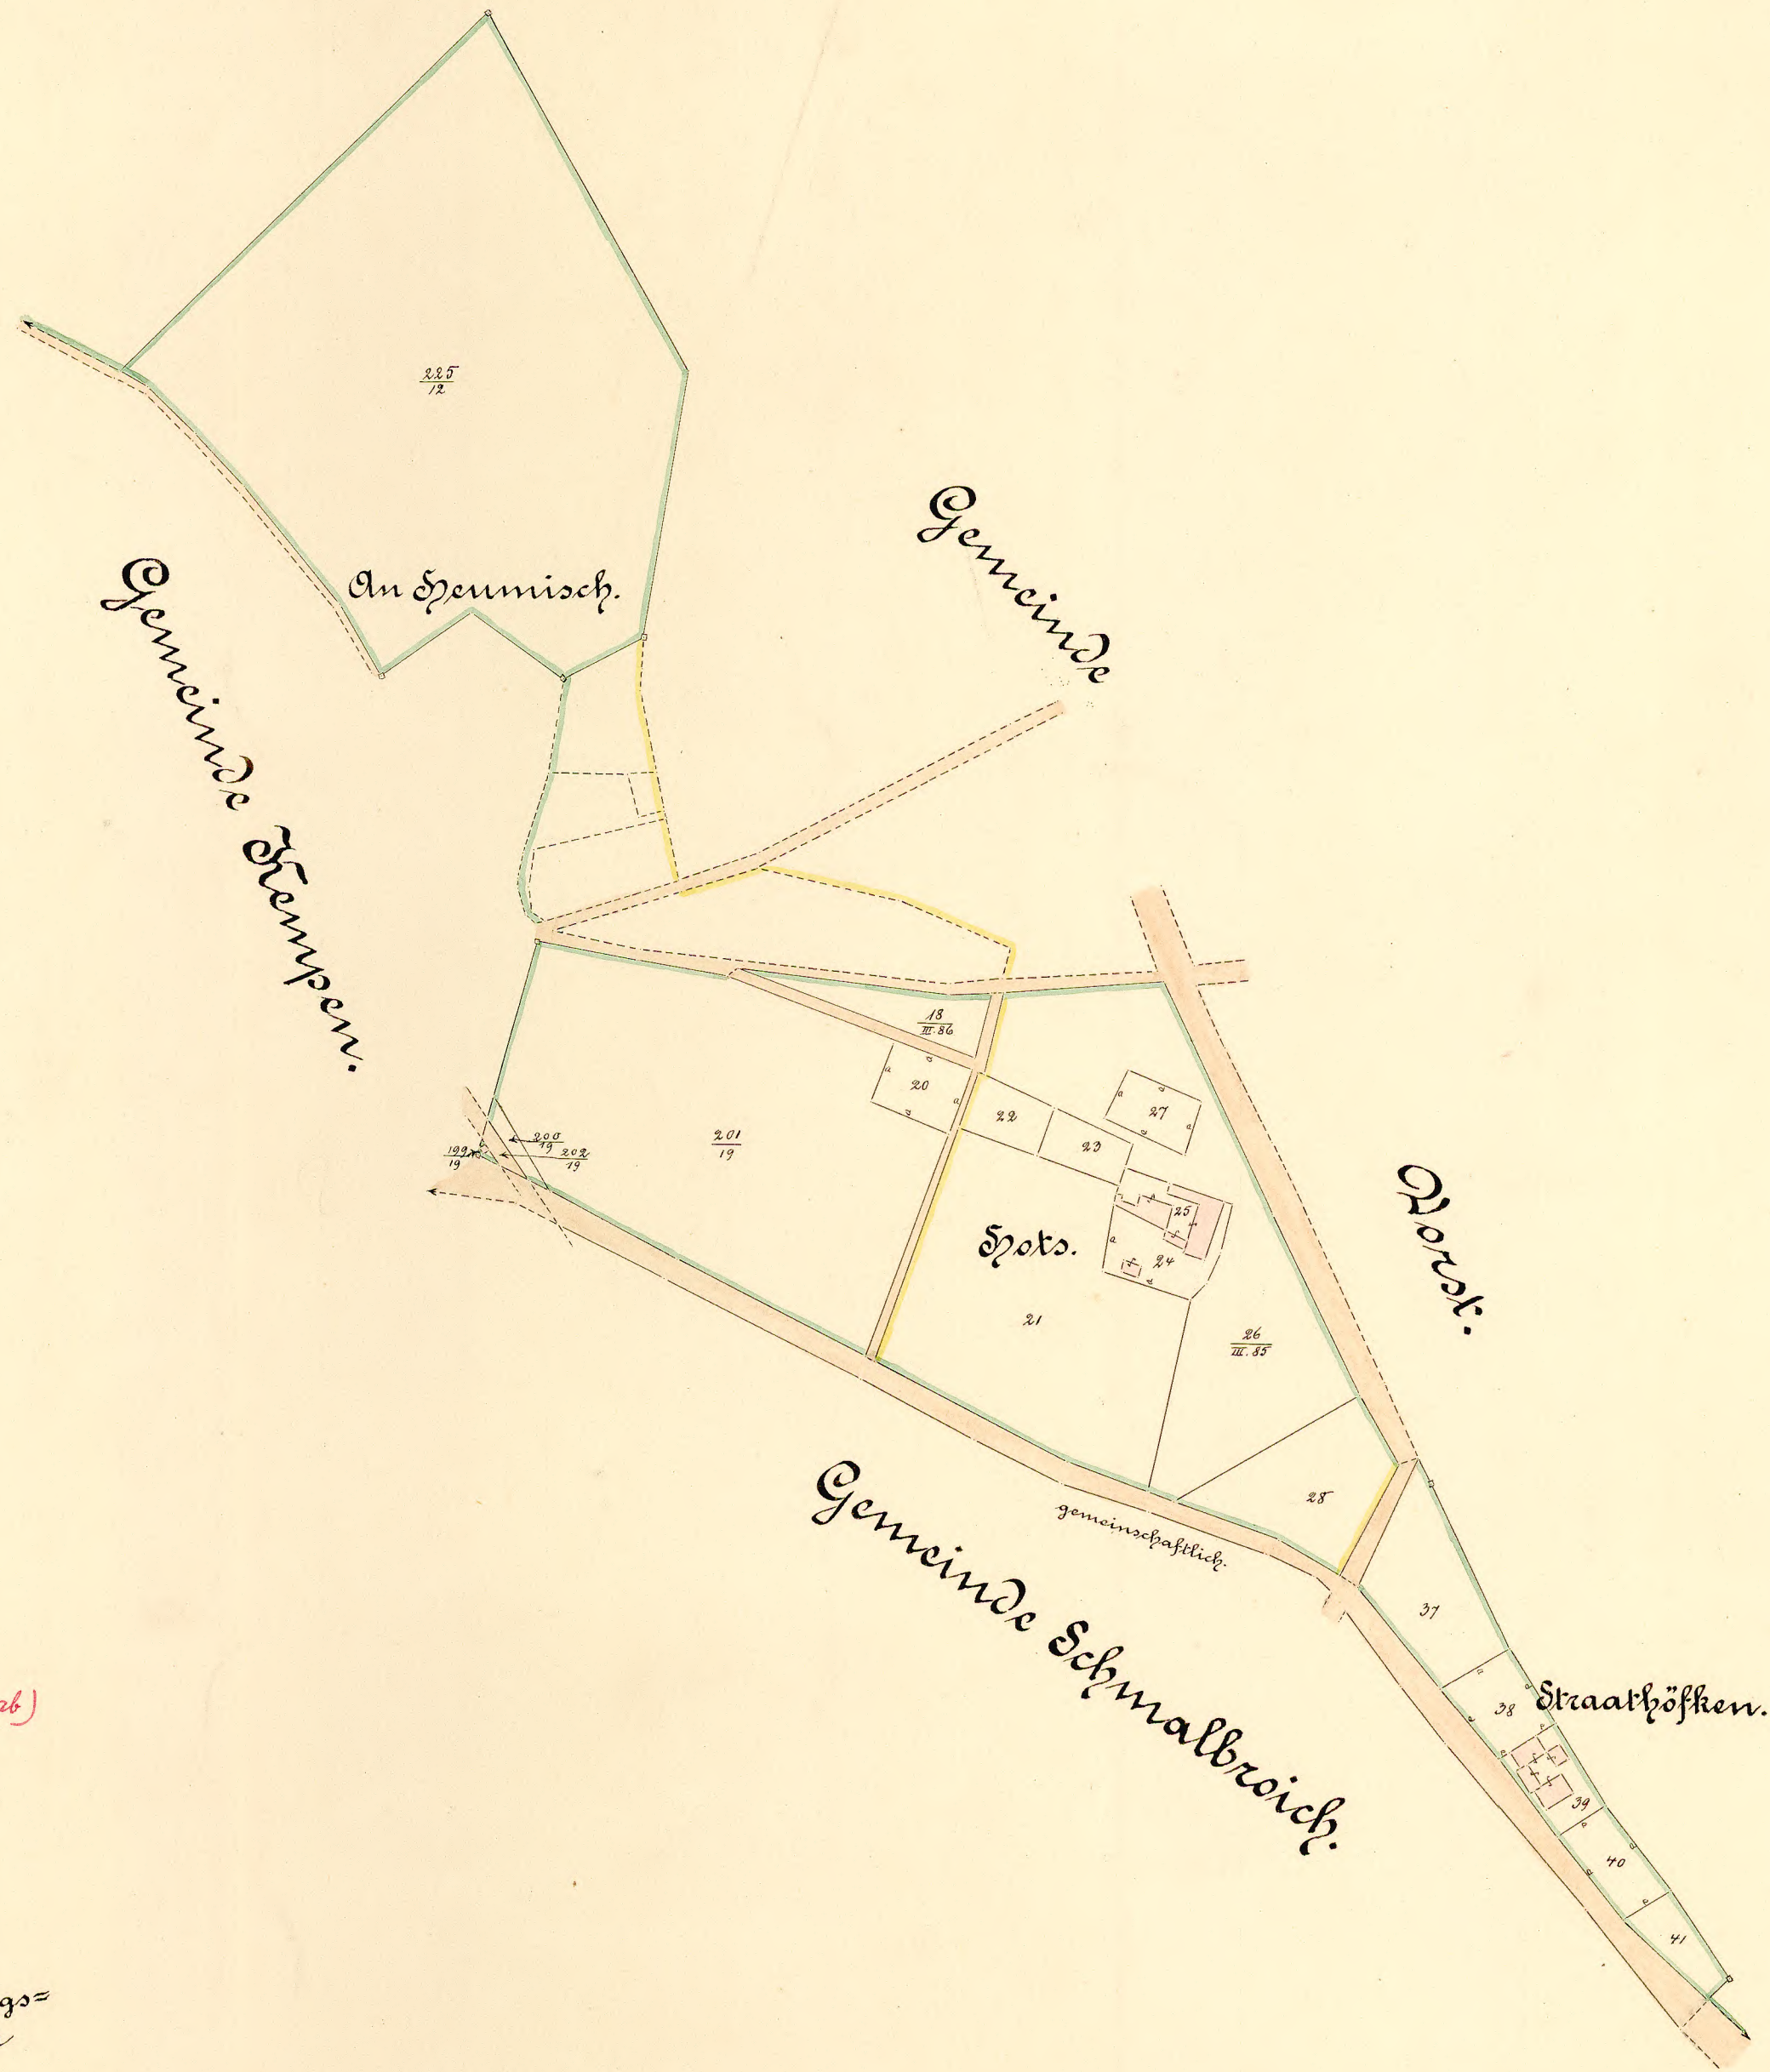 225
12
An Heumisch.
Gemeinde
Gemeinde Kempen.
18
III. 86
20
22
27
23
200
19
202
19
199
19
201
19
25
24
Hoxs.
Vorst.
21
26
III. 85
28
gemeinschaftlich.
Gemeinde Schmalbroich.
37
38
Straathöfken.
39
40
41
gs=